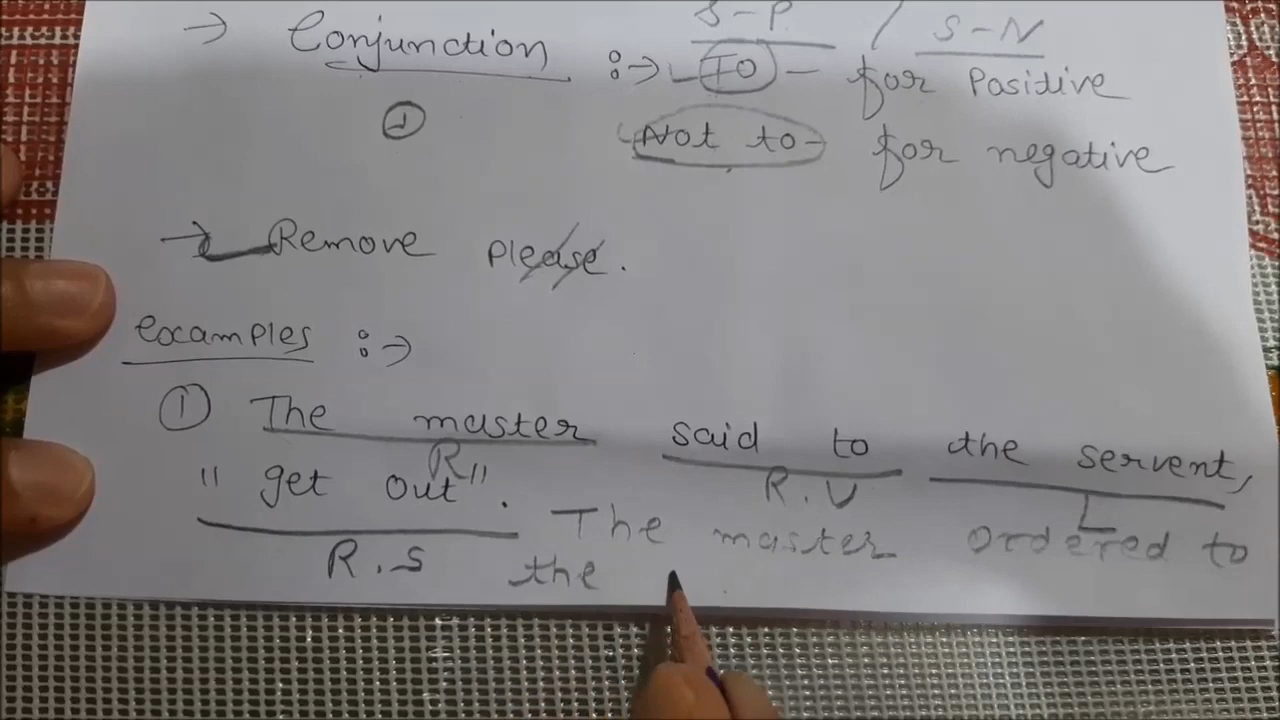 S-P. / S-N
→ Conjunction :→ - TO - for Positive
①
Not to - for negative
→ Remove please.
examples :→
① The master said to the servent,
R R.V L
" get out ".
R.S
The master ordered to
the